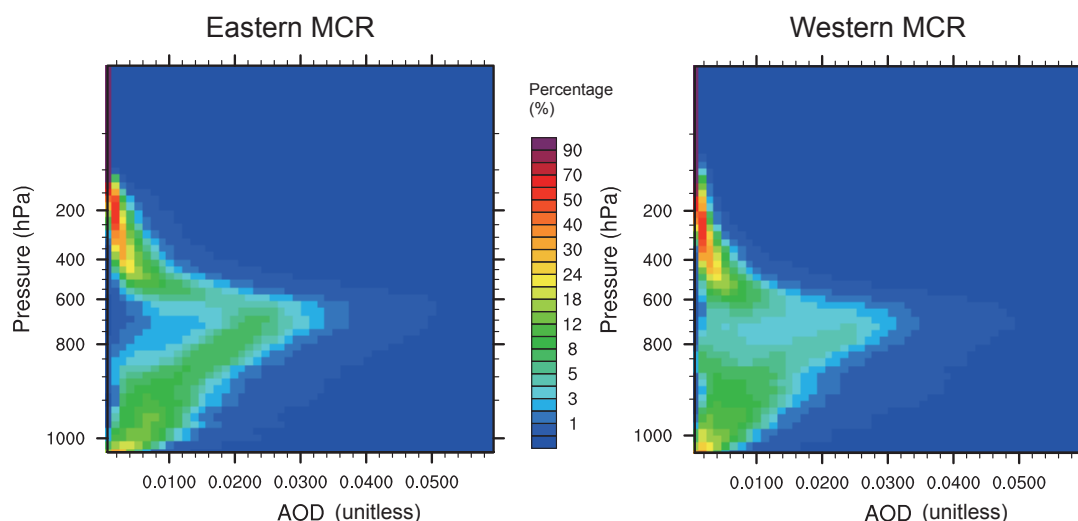 Eastern MCR
Western MCR
Percentage
(%)
90
70
50
40
30
24
18
12
8
5
3
1
Pressure (hPa)
200
400
600
800
1000
0.0100 0.0200 0.0300 0.0400 0.0500
AOD (unitless)
Pressure (hPa)
200
400
600
800
1000
0.0100 0.0200 0.0300 0.0400 0.0500
AOD (unitless)